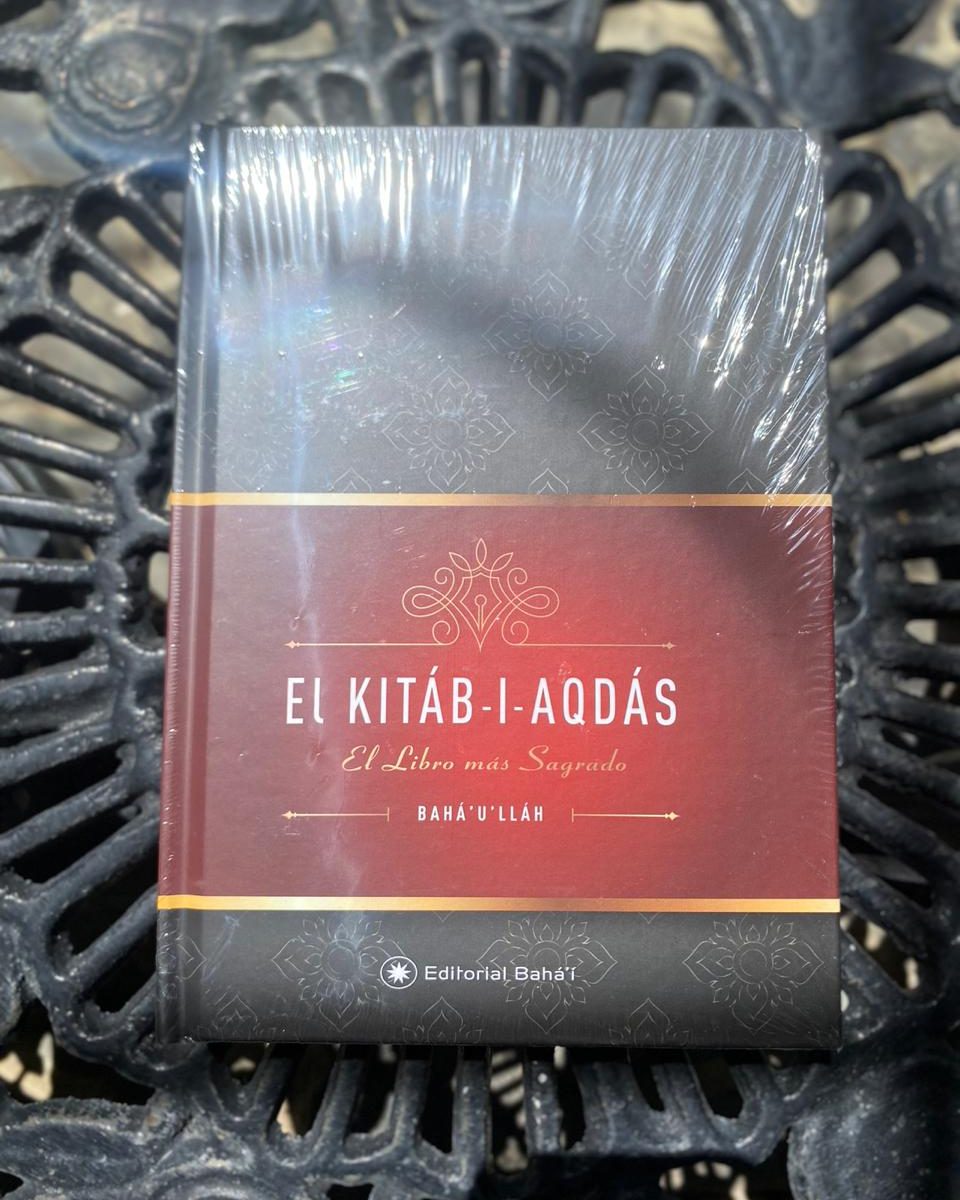 El KITÁB-I-AQDÁS
El Libro más Sagrado
BAHÁ'U'LLÁH
Editorial Bahá'í